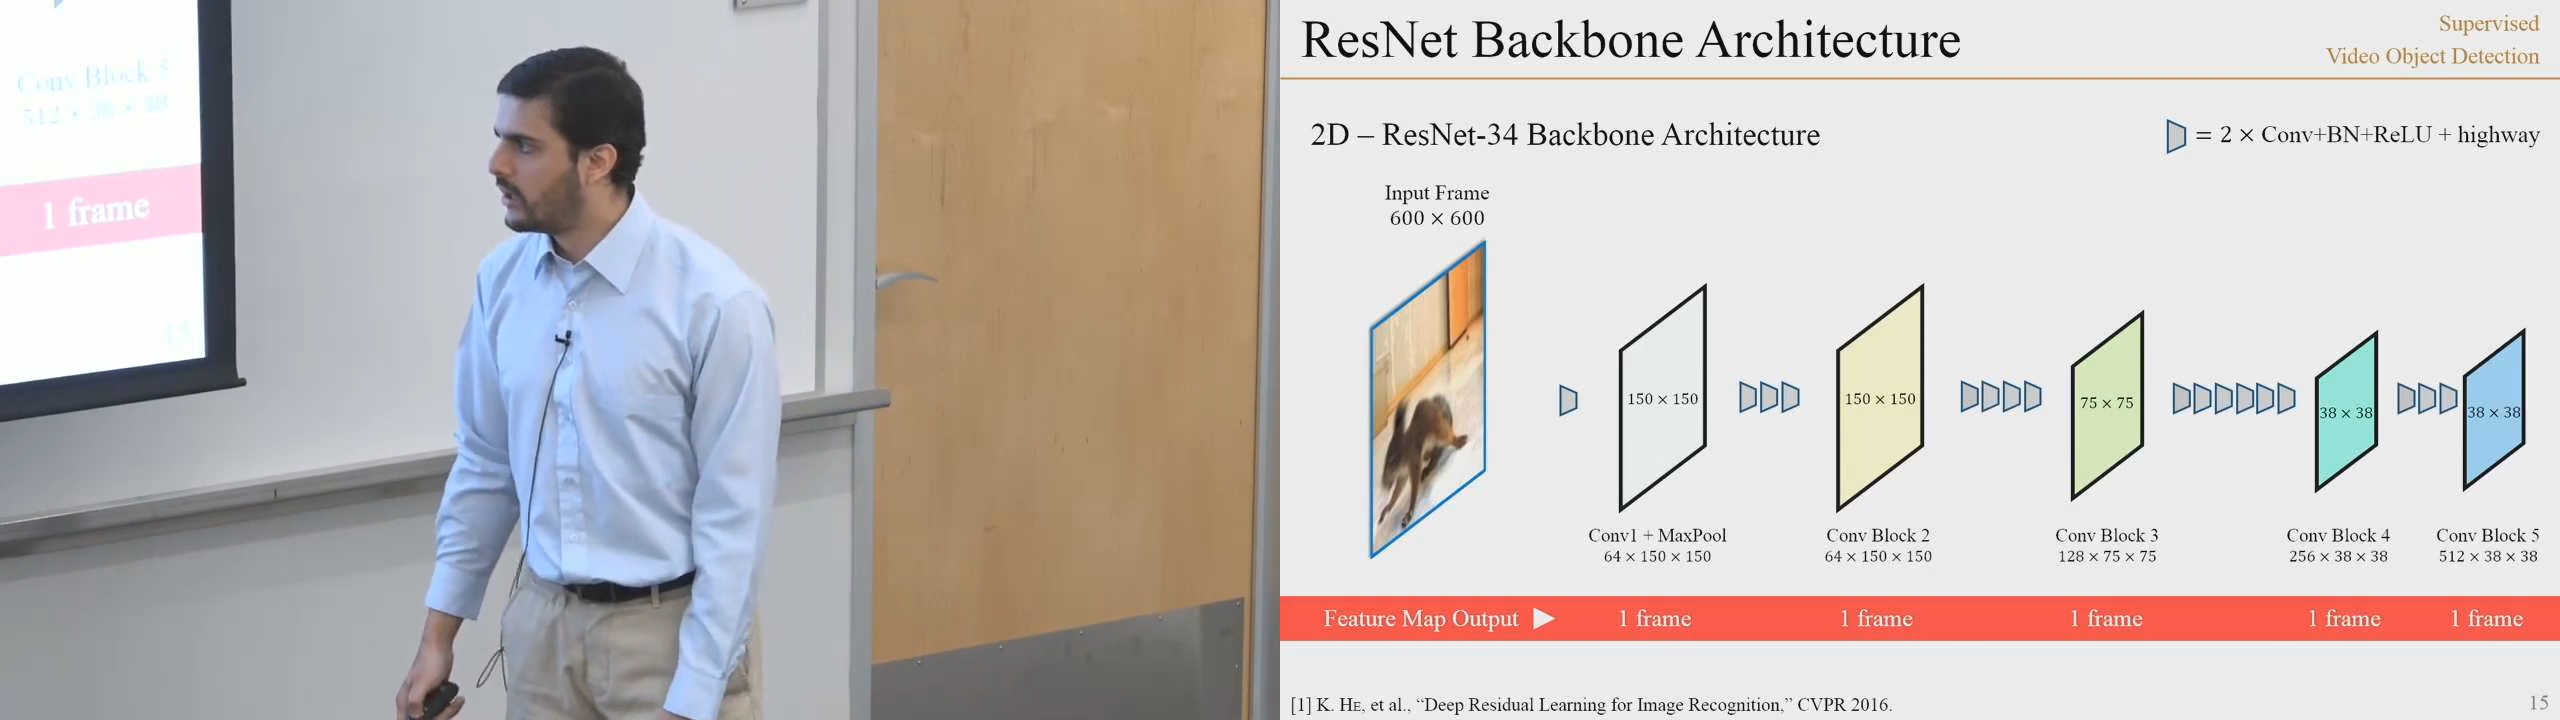 Conv Block 5
512 × 38 × 38
1 frame
15
ResNet Backbone Architecture
Supervised
Video Object Detection
2D – ResNet-34 Backbone Architecture
= 2 × Conv+BN+ReLU + highway
Input Frame
600 × 600
150 × 150
150 × 150
75 × 75
38 × 38
38 × 38
Conv1 + MaxPool
64 × 150 × 150
Conv Block 2
64 × 150 × 150
Conv Block 3
128 × 75 × 75
Conv Block 4
256 × 38 × 38
Conv Block 5
512 × 38 × 38
Feature Map Output ▶ 1 frame 1 frame 1 frame 1 frame 1 frame
[1] K. HE, et al., “Deep Residual Learning for Image Recognition,” CVPR 2016.
15